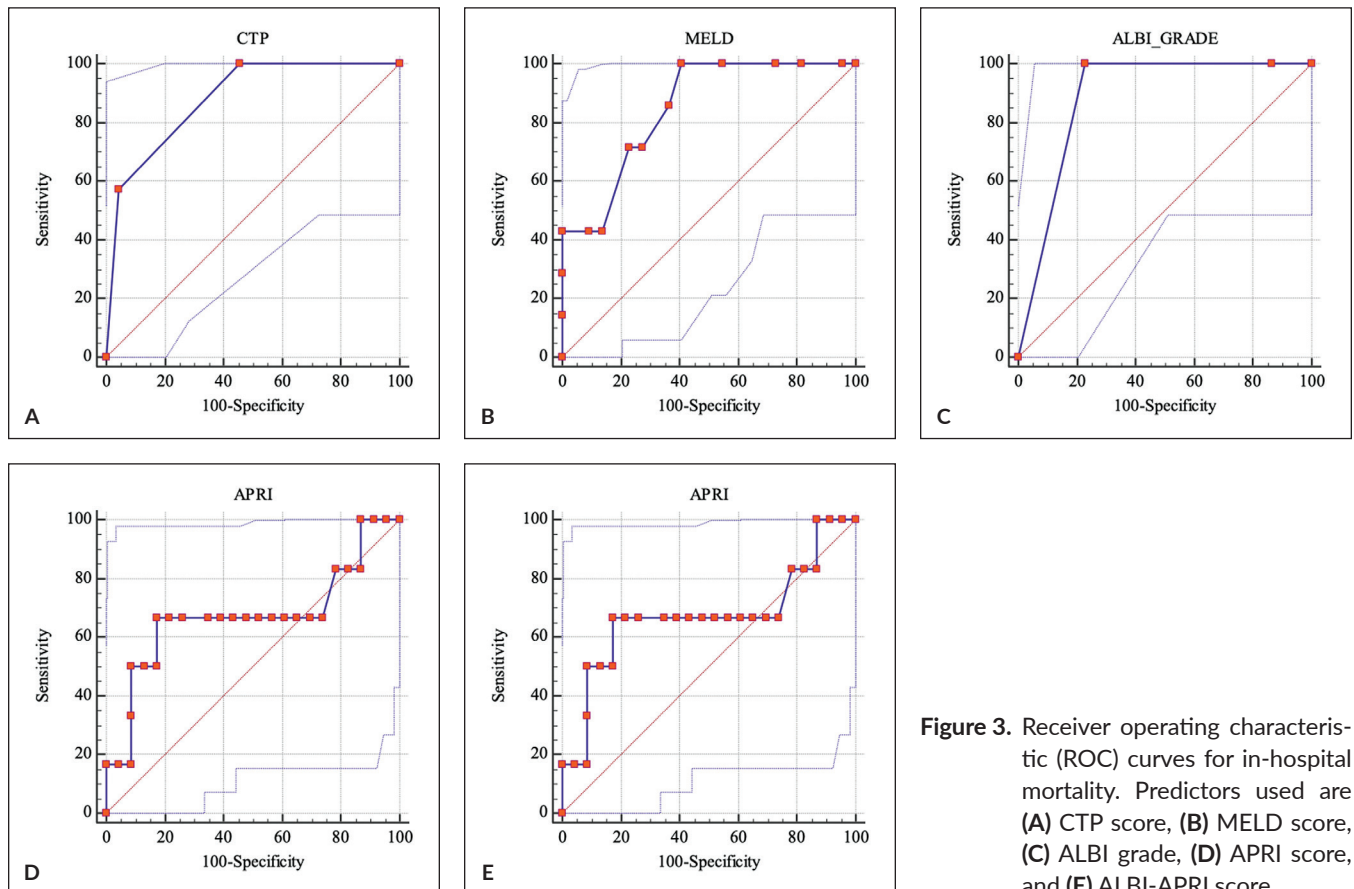 CTP
100
80
60
40
20
0
Sensitivity
0 20 40 60 80 100
100-Specificity
A
MELD
100
80
60
40
20
0
Sensitivity
0 20 40 60 80 100
100-Specificity
B
ALBI_GRADE
100
80
60
40
20
0
Sensitivity
0 20 40 60 80 100
100-Specificity
C
APRI
100
80
60
40
20
0
Sensitivity
0 20 40 60 80 100
100-Specificity
D
APRI
100
80
60
40
20
0
Sensitivity
0 20 40 60 80 100
100-Specificity
E
Figure 3. Receiver operating characteris-
tic (ROC) curves for in-hospital
mortality. Predictors used are
(A) CTP score, (B) MELD score,
(C) ALBI grade, (D) APRI score,
and (E) ALBI-APRI score